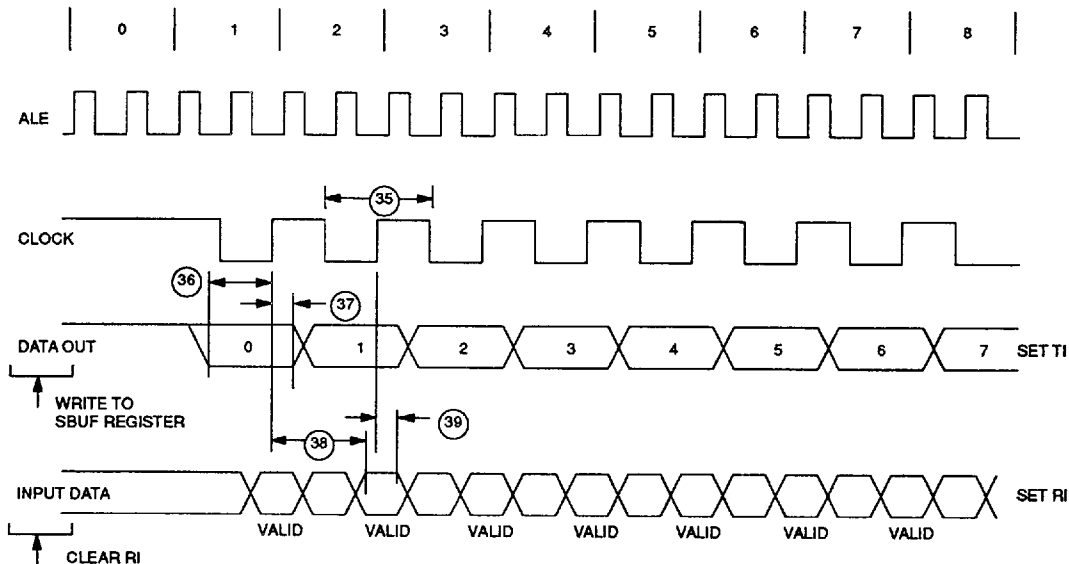 0 1 2 3 4 5 6 7 8
ALE
35
CLOCK
36
37
DATA OUT 0 1 2 3 4 5 6 7 SET TI
WRITE TO
SBUF REGISTER
39
38
INPUT DATA SET RI
VALID VALID VALID VALID VALID VALID VALID
CLEAR RI